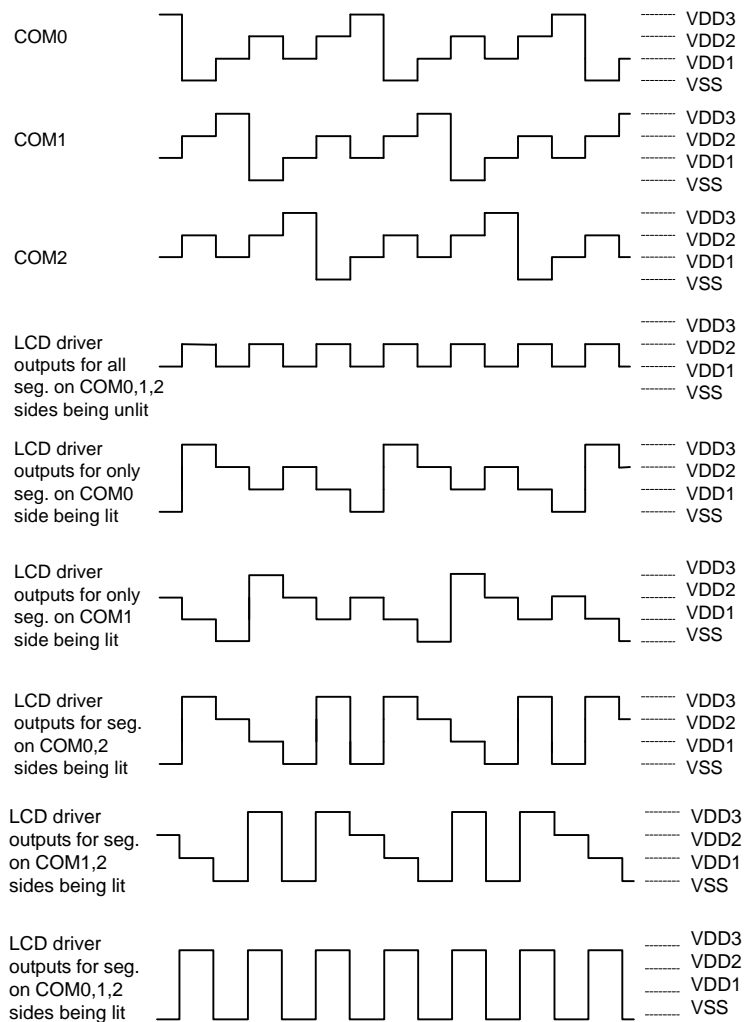 COM0
VDD3
VDD2
VDD1
VSS
COM1
VDD3
VDD2
VDD1
VSS
COM2
VDD3
VDD2
VDD1
VSS
LCD driver
outputs for all
seg. on COM0,1,2
sides being unlit
VDD3
VDD2
VDD1
VSS
LCD driver
outputs for only
seg. on COM0
side being lit
VDD3
VDD2
VDD1
VSS
LCD driver
outputs for only
seg. on COM1
side being lit
VDD3
VDD2
VDD1
VSS
LCD driver
outputs for seg.
on COM0,2
sides being lit
VDD3
VDD2
VDD1
VSS
LCD driver
outputs for seg.
on COM1,2
sides being lit
VDD3
VDD2
VDD1
VSS
LCD driver
outputs for seg.
on COM0,1,2
sides being lit
VDD3
VDD2
VDD1
VSS